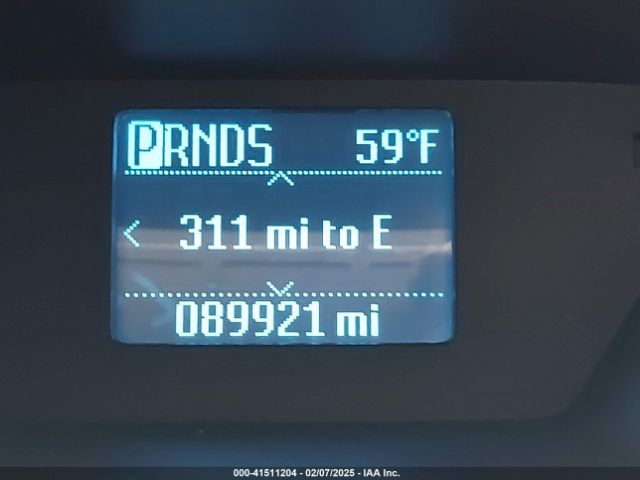 PRNDS 59°F
< 311 mi to E
089921 mi
000-41511204 - 02/07/2025 - IAA Inc.